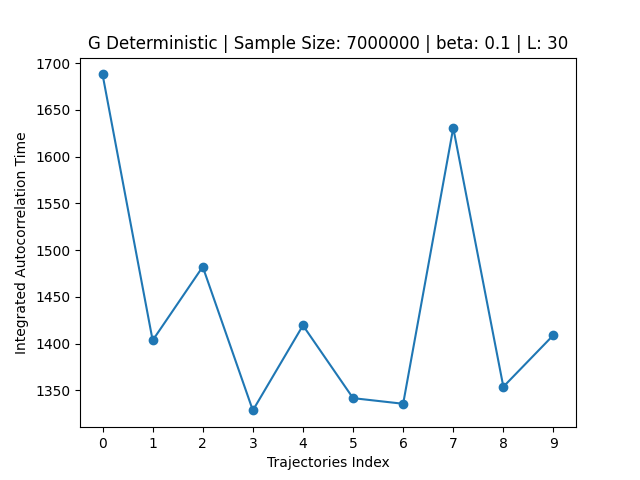 G Deterministic | Sample Size: 7000000 | beta: 0.1 | L: 30
Integrated Autocorrelation Time
1700
1650
1600
1550
1500
1450
1400
1350
0 1 2 3 4 5 6 7 8 9
Trajectories Index